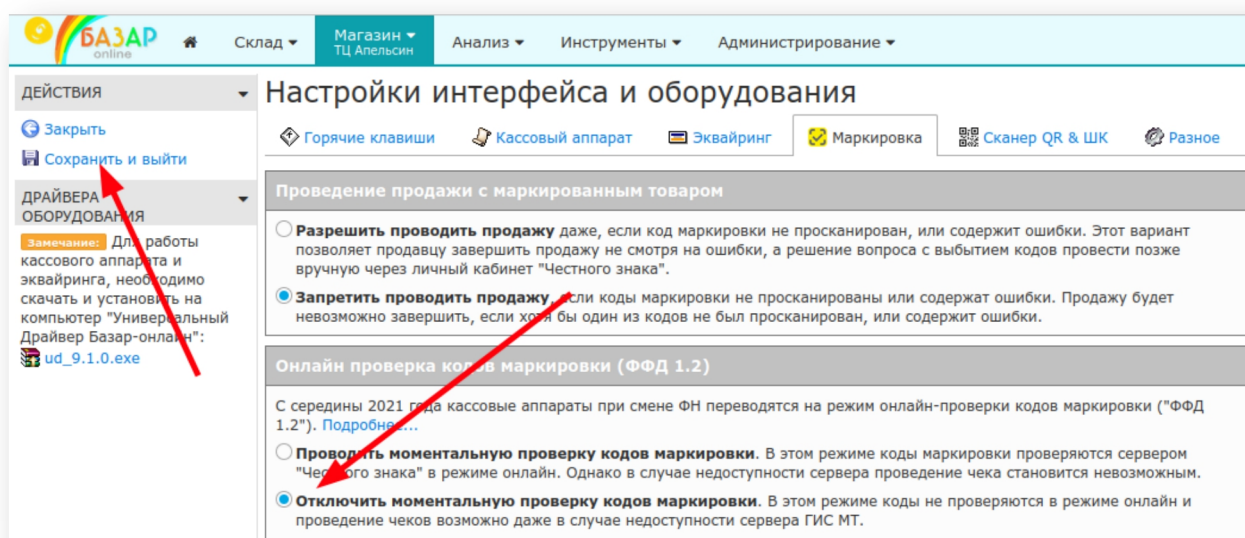 БАЗАР
online
Склад
Магазин
ТЦ Апельсин
Анализ
Инструменты
Администрирование
ДЕЙСТВИЯ
Закрыть
Сохранить и выйти
ДРАЙВЕРА
ОБОРУДОВАНИЯ
Замечание: Для работы
кассового аппарата и
эквайринга, необходимо
скачать и установить на
компьютер "Универсальный
Драйвер Базар-онлайн":
ud_9.1.0.exe
Настройки интерфейса и оборудования
Горячие клавиши
Кассовый аппарат
Эквайринг
Маркировка
Сканер QR & ШК
Разное
Проведение продажи с маркированным товаром
Разрешить проводить продажу даже, если код маркировки не просканирован, или содержит ошибки. Этот вариант
позволяет продавцу завершить продажу не смотря на ошибки, а решение вопроса с выбытием кодов провести позже
вручную через личный кабинет "Честного знака".
Запретить проводить продажу, если коды маркировки не просканированы или содержат ошибки. Продажу будет
невозможно завершить, если хотя бы один из кодов не был просканирован, или содержит ошибки.
Онлайн проверка кодов маркировки (ФФД 1.2)
С середины 2021 года кассовые аппараты при смене ФН переводятся на режим онлайн-проверки кодов маркировки ("ФФД
1.2"). Подробнее...
Проводить моментальную проверку кодов маркировки. В этом режиме коды маркировки проверяются сервером
"Честного знака" в режиме онлайн. Однако в случае недоступности сервера проведение чека становится невозможным.
Отключить моментальную проверку кодов маркировки. В этом режиме коды не проверяются в режиме онлайн и
проведение чеков возможно даже в случае недоступности сервера ГИС МТ.